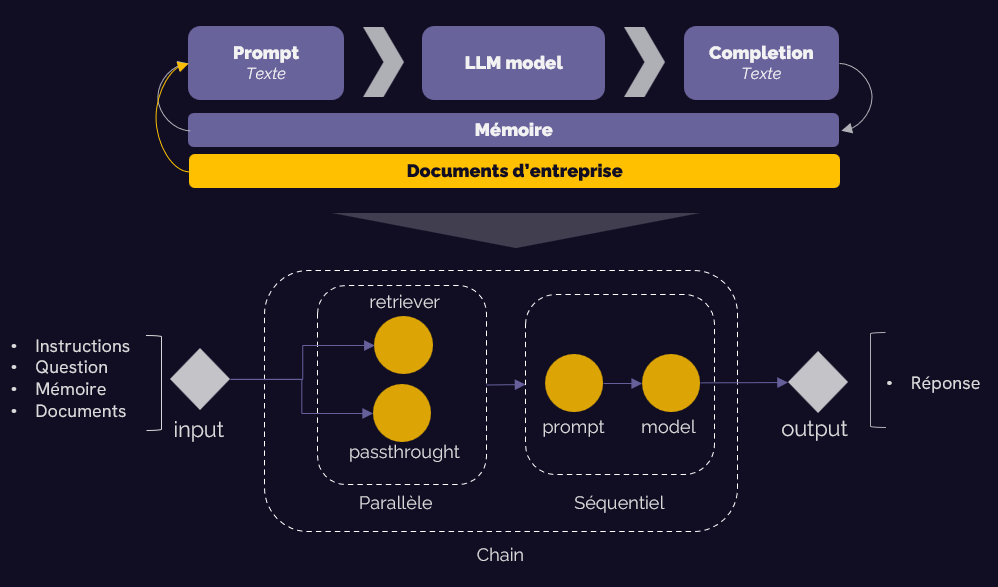 Prompt
Texte
LLM model
Completion
Texte
Mémoire
Documents d'entreprise
retriever
• Instructions
• Question
• Mémoire
• Documents
input
passthrought
prompt
model
output
• Réponse
Parallèle
Séquentiel
Chain